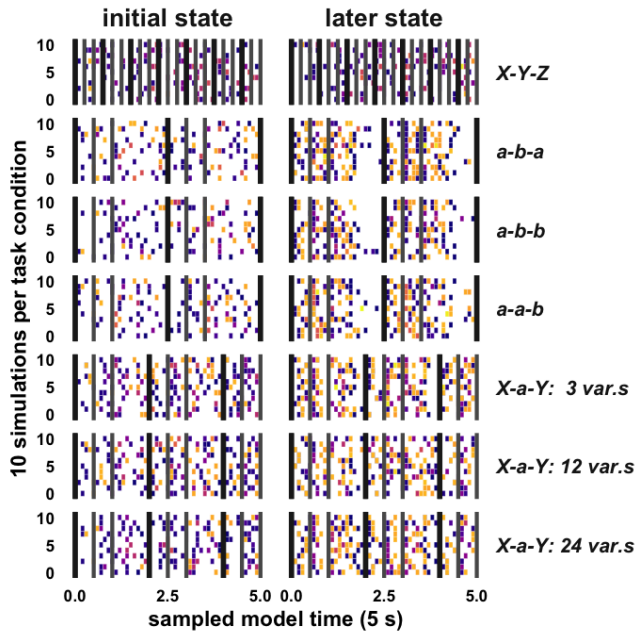 initial state later state
10
5
0
X-Y-Z
10
5
0
a-b-a
10
5
0
a-b-b
10
5
0
a-a-b
10
5
0
X-a-Y: 3 var.s
10
5
0
X-a-Y: 12 var.s
10
5
0
X-a-Y: 24 var.s
10 simulations per task condition
0.0 2.5 5.0 0.0 2.5 5.0
sampled model time (5 s)